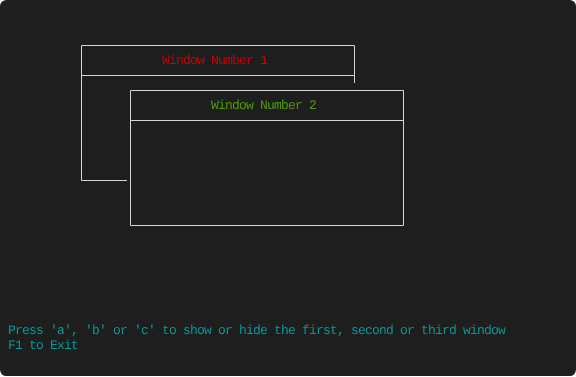 Window Number 1
Window Number 2
Press 'a', 'b' or 'c' to show or hide the first, second or third window
F1 to Exit